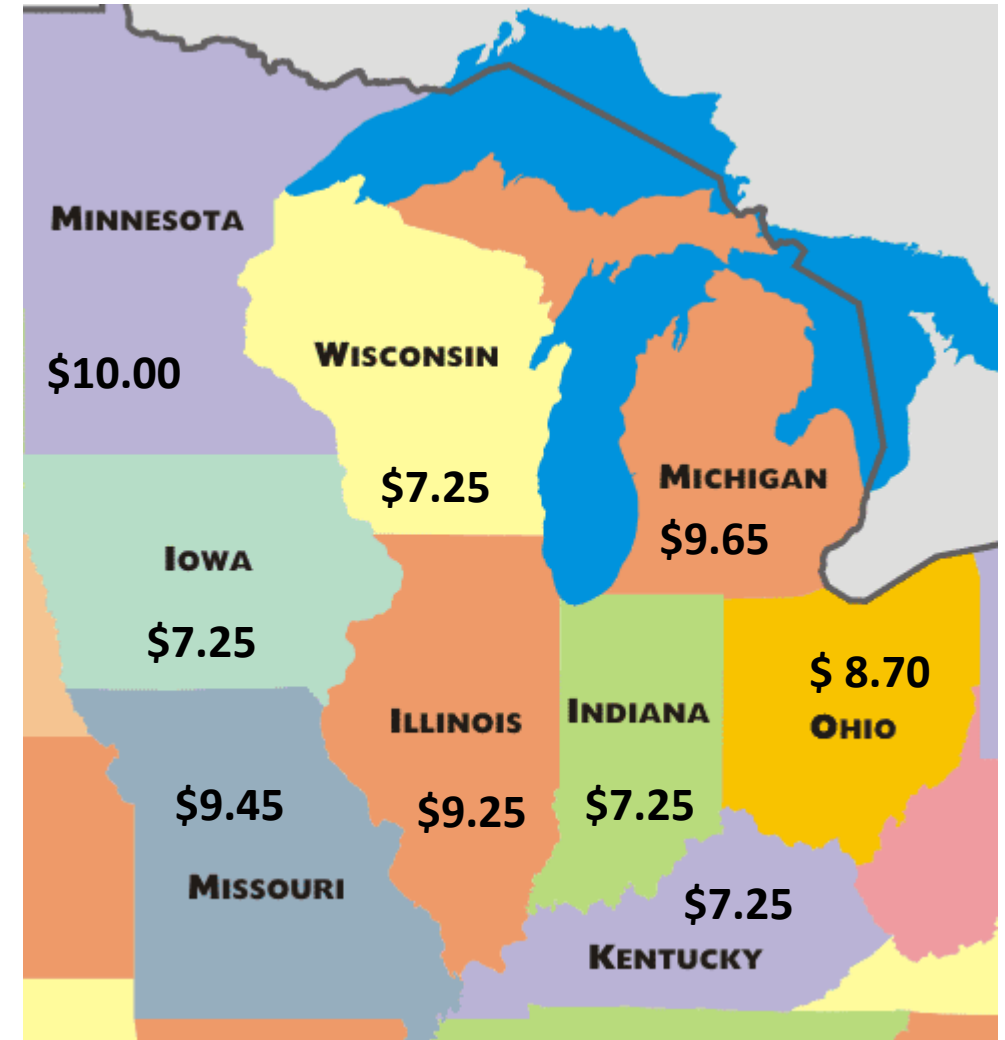 MINNESOTA
$10.00
WISCONSIN
$7.25
MICHIGAN
$9.65
IOWA
$7.25
ILLINOIS
$9.25
INDIANA
$7.25
$ 8.70
OHIO
$9.45
MISSOURI
$7.25
KENTUCKY